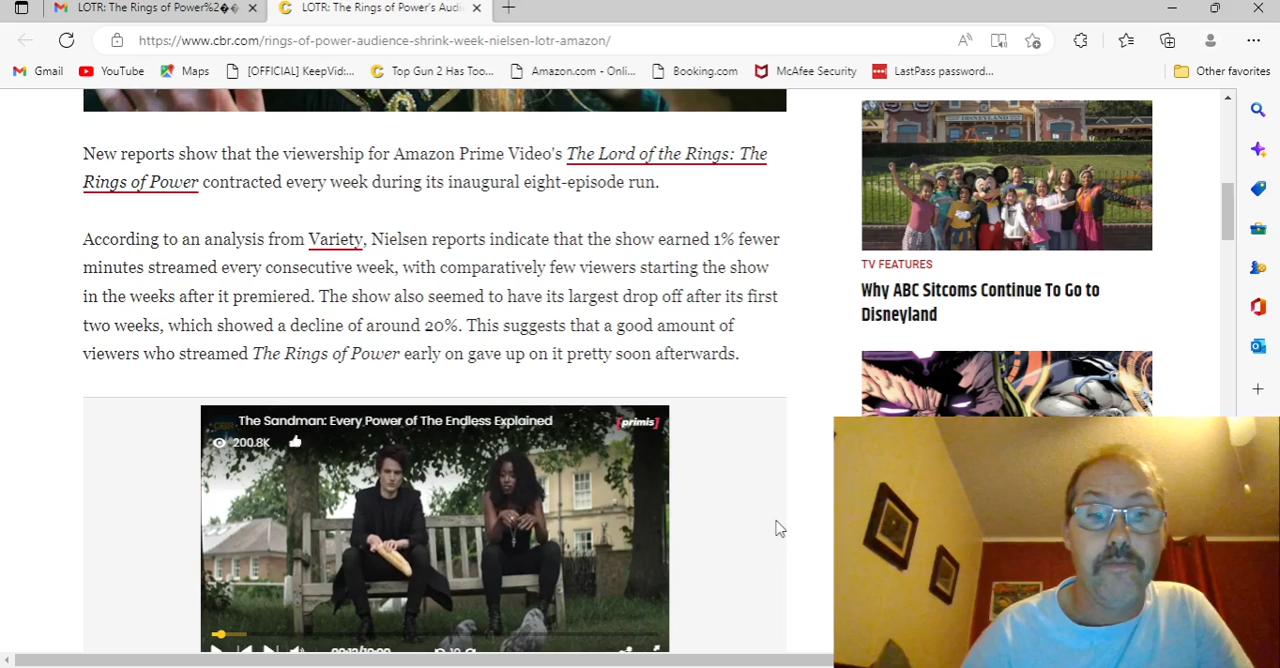 LOTR: The Rings of Power%2��
LOTR: The Rings of Power's Audi
https://www.cbr.com/rings-of-power-audience-shrink-week-nielsen-lotr-amazon/
Gmail
YouTube
Maps
[OFFICIAL] KeepVid:...
Top Gun 2 Has Too...
Amazon.com - Onli...
Booking.com
McAfee Security
LastPass password...
Other favorites
New reports show that the viewership for Amazon Prime Video's The Lord of the Rings: The
Rings of Power contracted every week during its inaugural eight-episode run.
According to an analysis from Variety, Nielsen reports indicate that the show earned 1% fewer
minutes streamed every consecutive week, with comparatively few viewers starting the show
in the weeks after it premiered. The show also seemed to have its largest drop off after its first
two weeks, which showed a decline of around 20%. This suggests that a good amount of
viewers who streamed The Rings of Power early on gave up on it pretty soon afterwards.
The Sandman: Every Power of The Endless Explained
primis
200.8K
TV FEATURES
Why ABC Sitcoms Continue To Go to
Disneyland